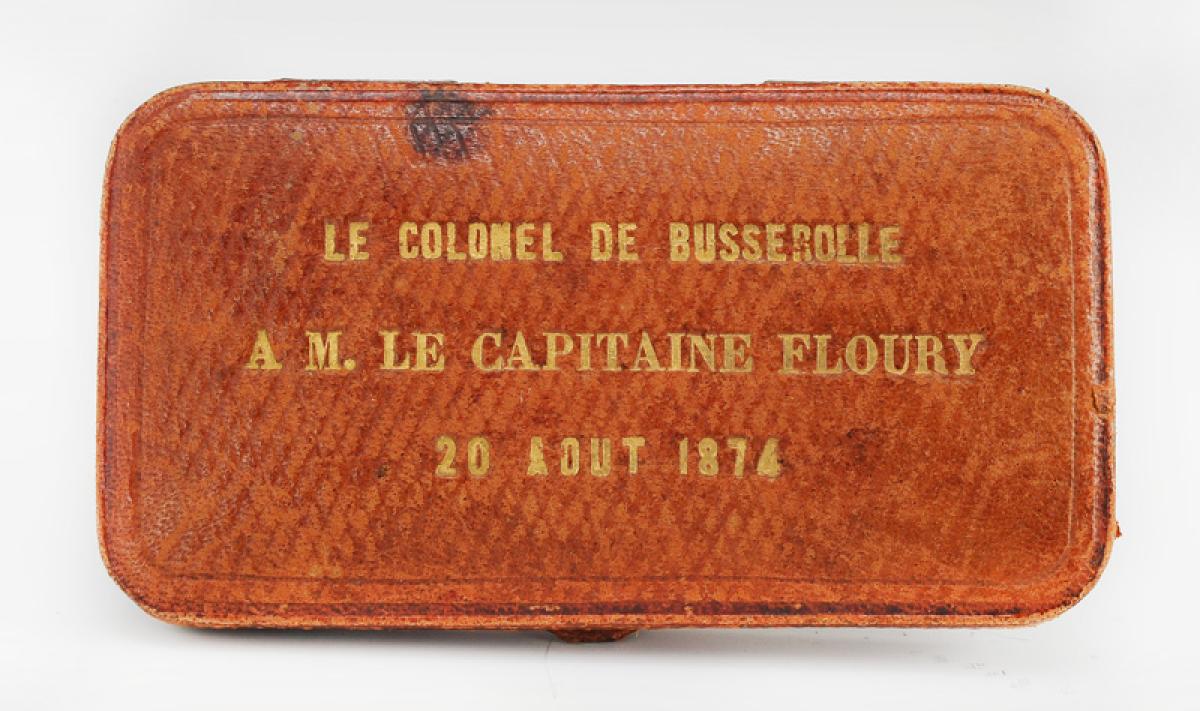 LE COLONEL DE BUSSEROLLE
A M. LE CAPITAINE FLOURY
20 AOUT 1874